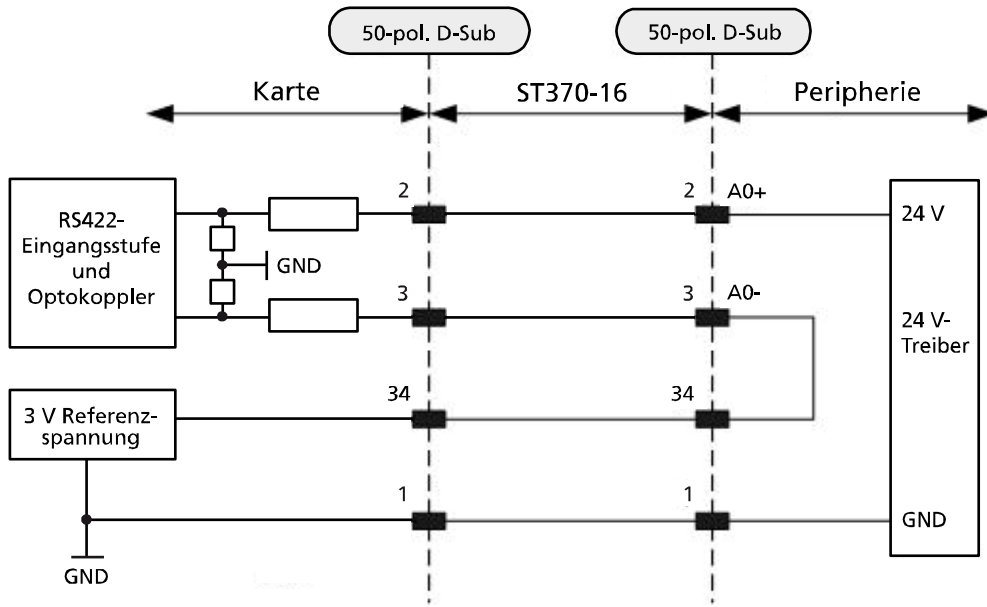 50-pol. D-Sub
50-pol. D-Sub
Karte
ST370-16
Peripherie
RS422-
Eingangsstufe
und
Optokoppler
GND
2
2
A0+
24 V
3
3
A0-
24 V-
Treiber
3 V Referenz-
spannung
34
34
1
1
GND
GND